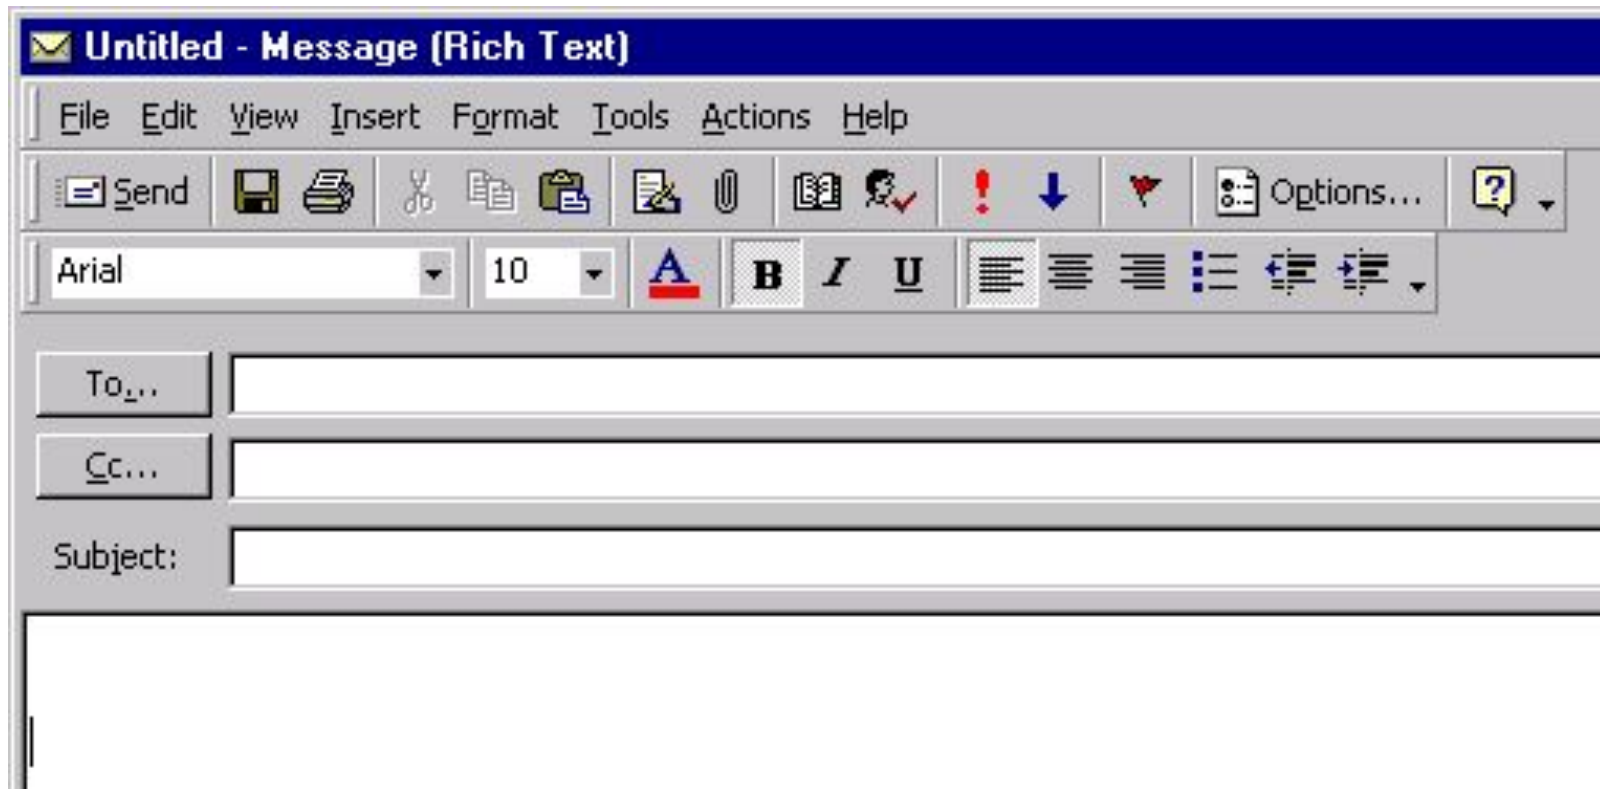 Untitled - Message (Rich Text)
File Edit View Insert Format Tools Actions Help
Send Options...
Arial 10 A B I U
To...
Cc...
Subject: